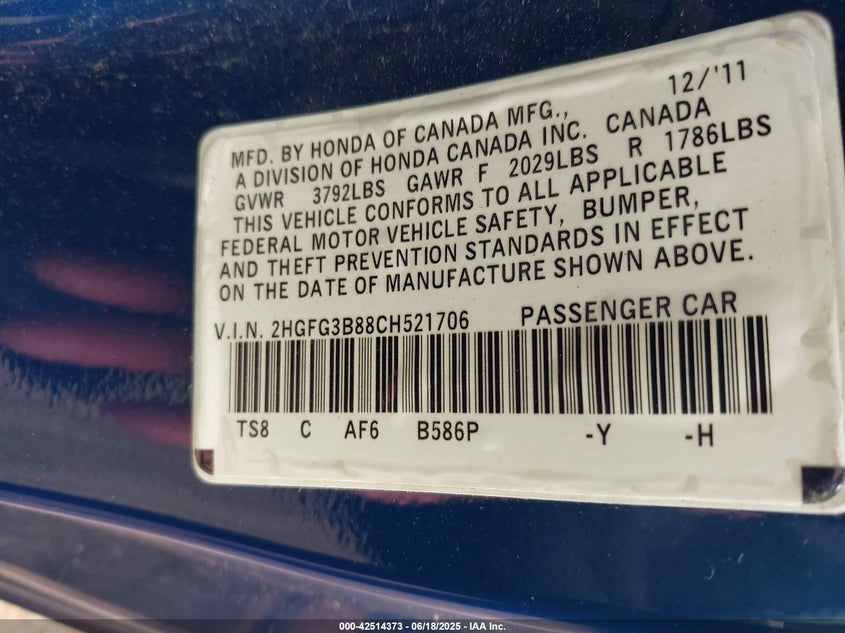 12/'11
MFD. BY HONDA OF CANADA MFG.,
A DIVISION OF HONDA CANADA INC. CANADA
GVWR 3792LBS GAWR F 2029LBS R 1786LBS
THIS VEHICLE CONFORMS TO ALL APPLICABLE
FEDERAL MOTOR VEHICLE SAFETY, BUMPER,
AND THEFT PREVENTION STANDARDS IN EFFECT
ON THE DATE OF MANUFACTURE SHOWN ABOVE.
V.I.N. 2HGFG3B88CH521706 PASSENGER CAR
TS8 C AF6 B586P -Y -H
000-42514373 - 06/18/2025 - IAA Inc.